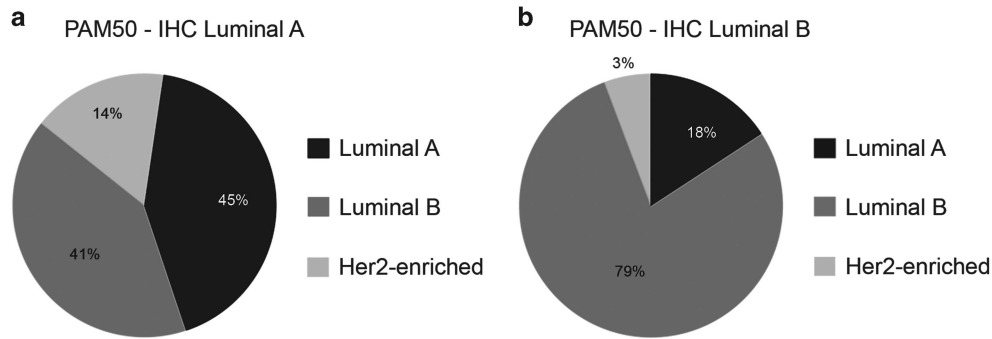 a
PAM50 - IHC Luminal A
14%
45%
41%
Luminal A
Luminal B
Her2-enriched
b
PAM50 - IHC Luminal B
3%
18%
79%
Luminal A
Luminal B
Her2-enriched